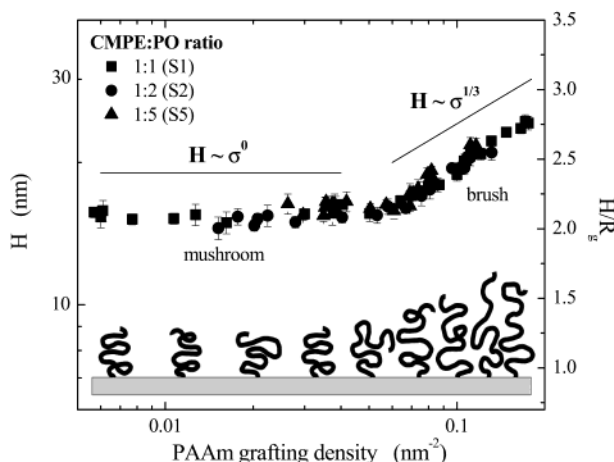 CMPE:PO ratio
1:1 (S1)
1:2 (S2)
1:5 (S5)
H ~ σ^0
H ~ σ^1/3
mushroom
brush
H (nm)
30
10
H/R_g
3.5
3.0
2.5
2.0
1.5
1.0
0.01
0.1
PAAm grafting density (nm^-2)